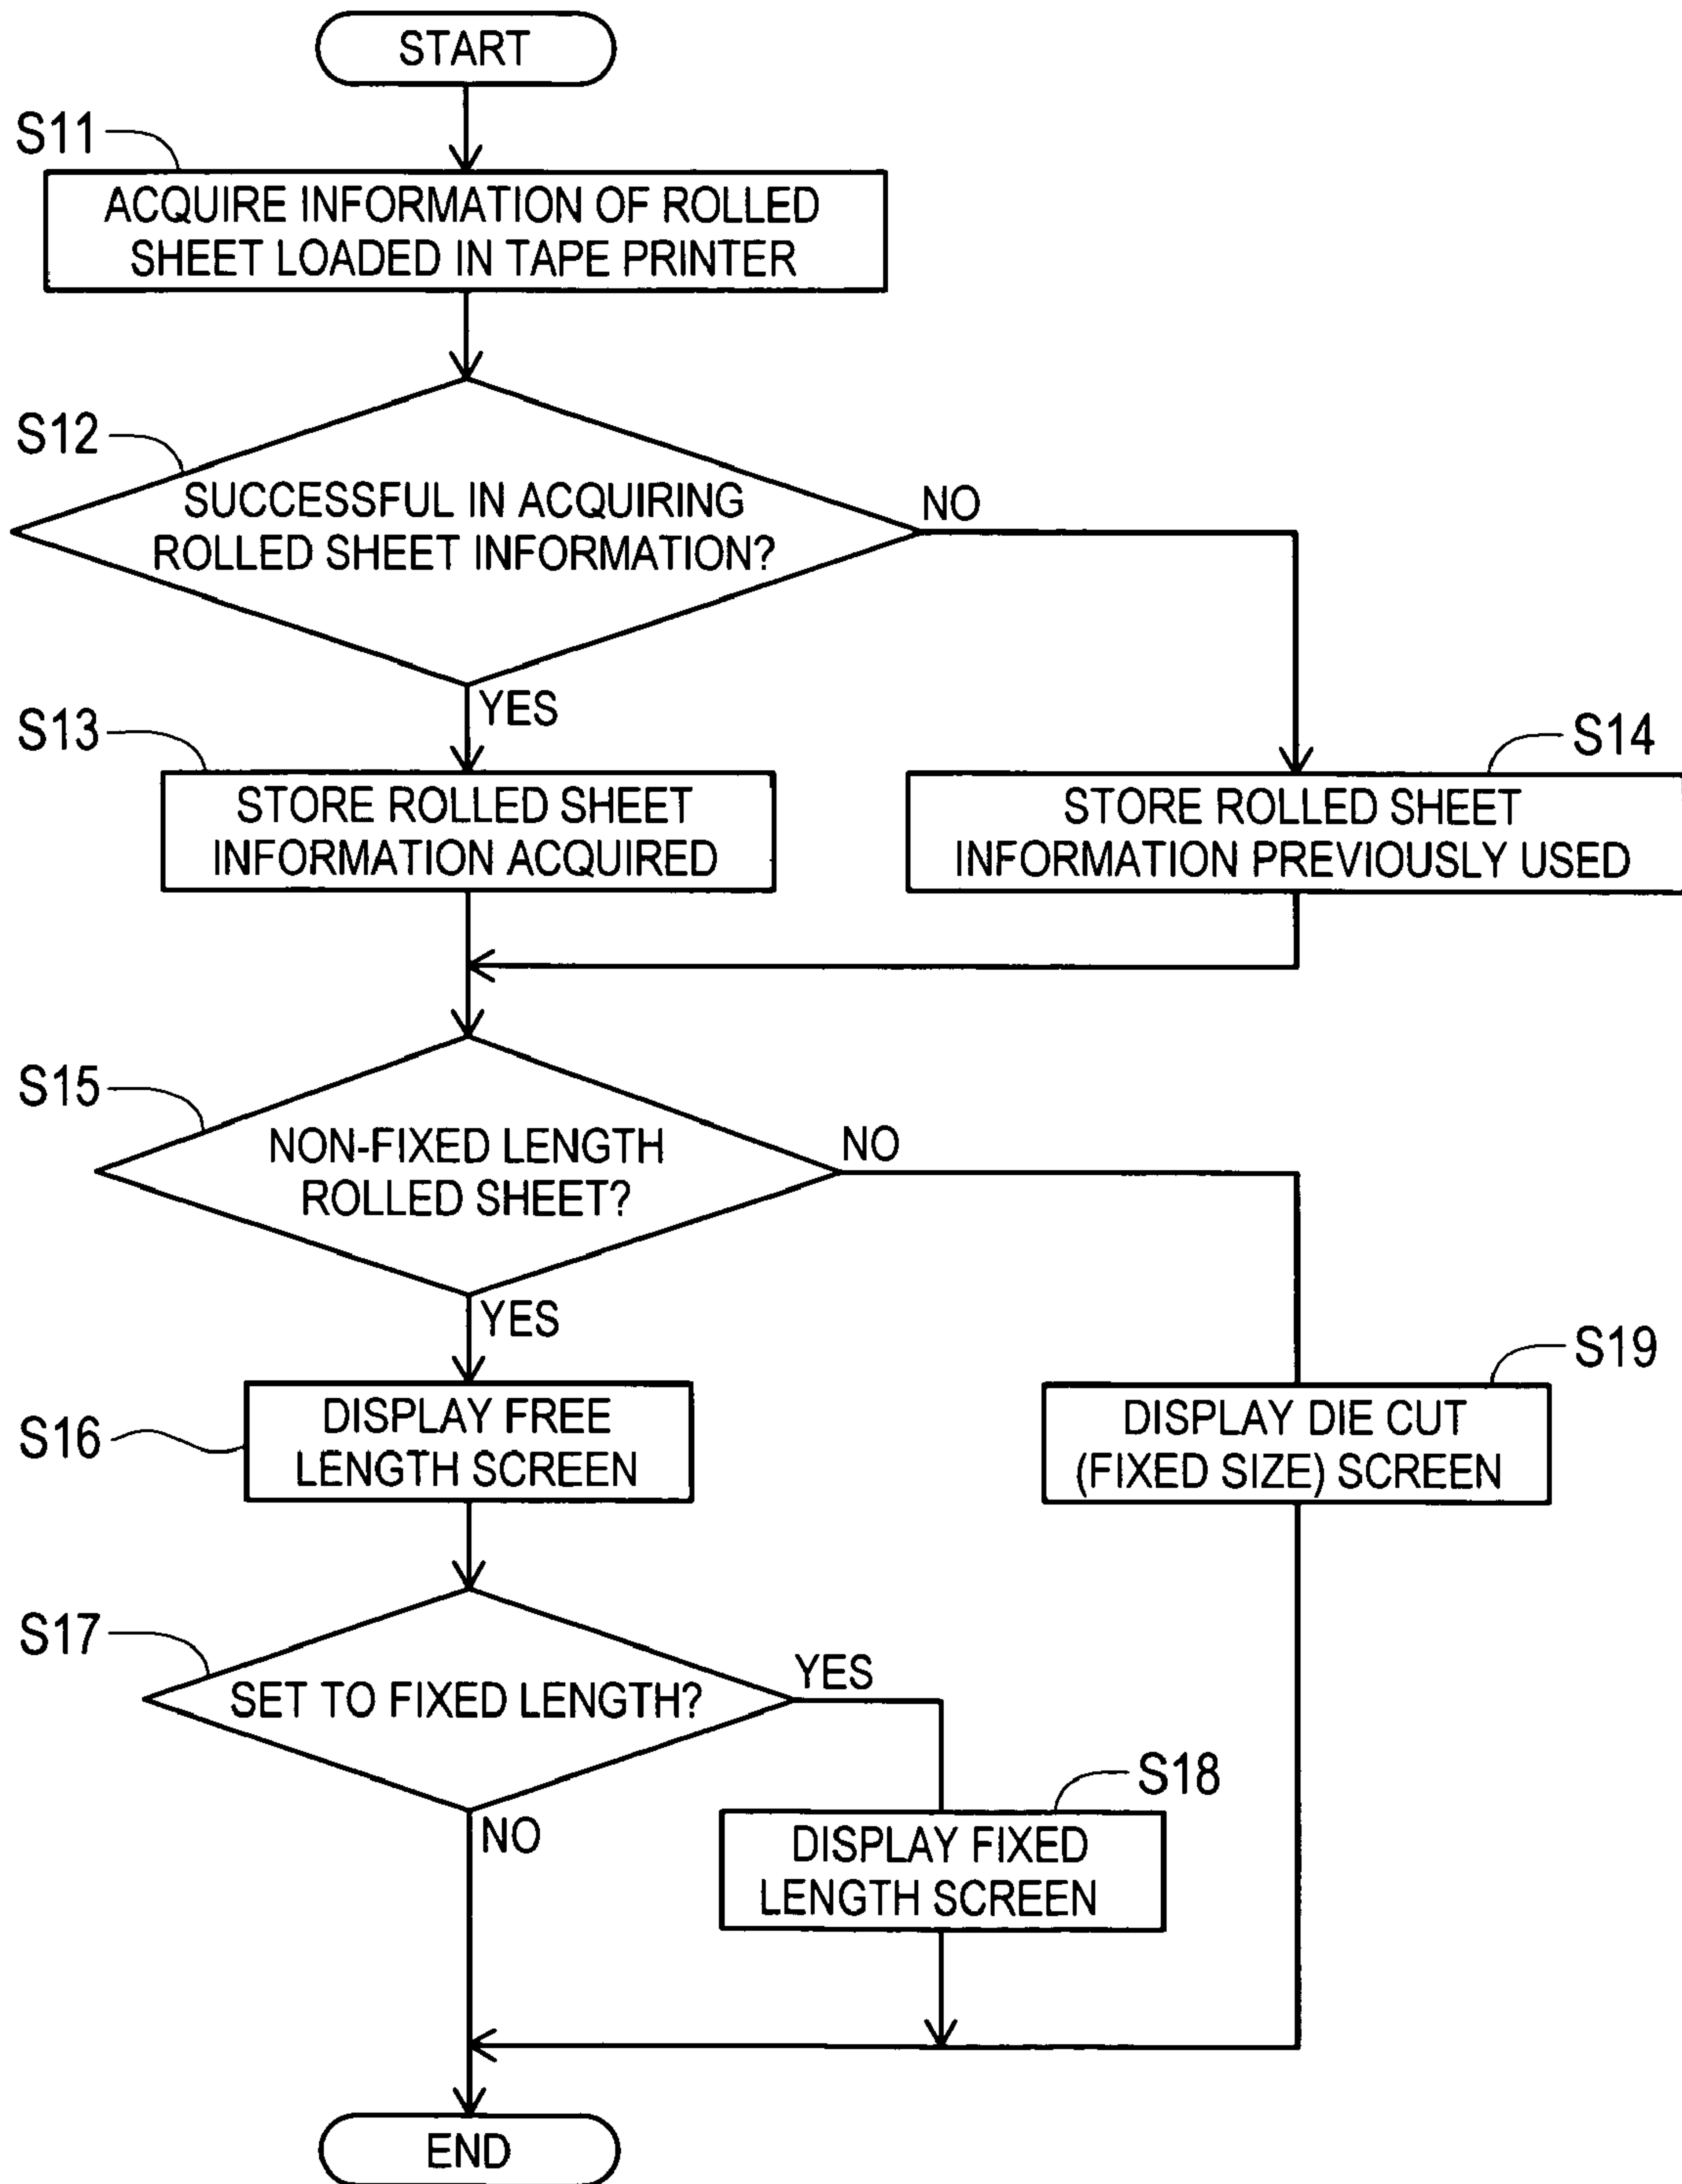 START
S11
ACQUIRE INFORMATION OF ROLLED
SHEET LOADED IN TAPE PRINTER
S12
SUCCESSFUL IN ACQUIRING
ROLLED SHEET INFORMATION?
NO
YES
S13
STORE ROLLED SHEET
INFORMATION ACQUIRED
S14
STORE ROLLED SHEET
INFORMATION PREVIOUSLY USED
S15
NON-FIXED LENGTH
ROLLED SHEET?
NO
YES
S16
DISPLAY FREE
LENGTH SCREEN
S19
DISPLAY DIE CUT
(FIXED SIZE) SCREEN
S17
SET TO FIXED LENGTH?
YES
NO
S18
DISPLAY FIXED
LENGTH SCREEN
END